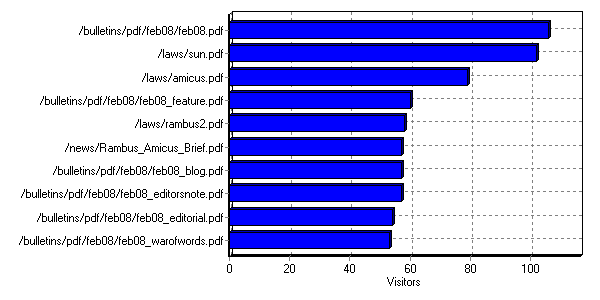 /bulletins/pdf/feb08/feb08.pdf
/laws/sun.pdf
/laws/amicus.pdf
/bulletins/pdf/feb08/feb08_feature.pdf
/laws/rambus2.pdf
/news/Rambus_Amicus_Brief.pdf
/bulletins/pdf/feb08/feb08_blog.pdf
/bulletins/pdf/feb08/feb08_editorsnote.pdf
/bulletins/pdf/feb08/feb08_editorial.pdf
/bulletins/pdf/feb08/feb08_warofwords.pdf
0 20 40 60 80 100
Visitors